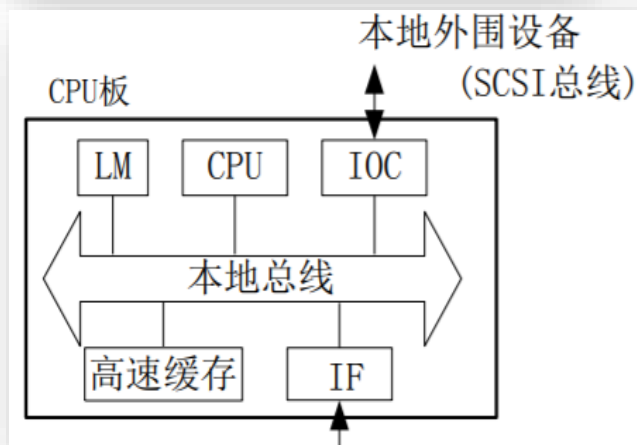 本地外围设备
(SCSI总线)
CPU板
LM
CPU
IOC
本地总线
高速缓存
IF